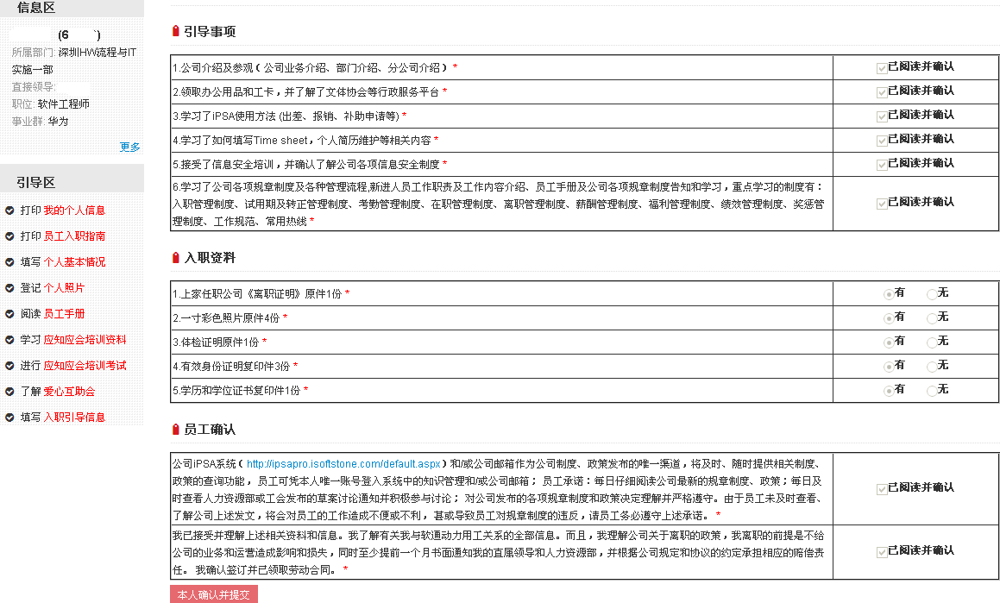 信息区
(6 )
所属部门: 深圳HW流程与IT
实施一部
直接领导:
职位: 软件工程师
事业群: 华为
更多
引导区
打印 我的个人信息
打印 员工入职指南
填写 个人基本情况
登记 个人照片
阅读 员工手册
学习 应知应会培训资料
进行 应知应会培训考试
了解 爱心互助会
填写 入职引导信息
引导事项
1.公司介绍及参观（公司业务介绍、部门介绍、分公司介绍） * 已阅读并确认
2.领取办公用品和工卡，并了解了文体协会等行政服务平台 * 已阅读并确认
3.学习了iPSA使用方法 (出差、报销、补助申请等) * 已阅读并确认
4.学习了如何填写Time sheet，个人简历维护等相关内容 * 已阅读并确认
5.接受了信息安全培训，并确认了解公司各项信息安全制度 * 已阅读并确认
6.学习了公司各项规章制度及各种管理流程,新进人员工作职责及工作内容介绍、员工手册及公司各项规章制度告知和学习，重点学习的制度有：
入职管理制度、试用期及转正管理制度、考勤管理制度、在职管理制度、离职管理制度、薪酬管理制度、福利管理制度、绩效管理制度、奖惩管 已阅读并确认
理制度、工作规范、常用热线 *
入职资料
1.上家任职公司《离职证明》原件1份 * 有 无
2.一寸彩色照片原件4份 * 有 无
3.体检证明原件1份 * 有 无
4.有效身份证明复印件3份 * 有 无
5.学历和学位证书复印件1份 * 有 无
员工确认
公司iPSA系统（ http://ipsapro.isoftstone.com/default.aspx）和/或公司邮箱作为公司制度、政策发布的唯一渠道，将及时、随时提供相关制度、
政策的查询功能，员工可凭本人唯一账号登入系统中的知识管理和/或公司邮箱； 员工承诺：每日仔细阅读公司最新的规章制度、政策；每日及
时查看人力资源部或工会发布的草案讨论通知并积极参与讨论； 对公司发布的各项规章制度和政策决定理解并严格遵守。由于员工未及时查看、 已阅读并确认
了解公司上述发文，将会对员工的工作造成不便或不利，甚或导致员工对规章制度的违反，请员工务必遵守上述承诺。 *
我已接受并理解上述相关资料和信息。我了解有关我与软通动力用工关系的全部信息。而且，我理解公司关于离职的政策，我离职的前提是不给
公司的业务和运营造成影响和损失，同时至少提前一个月书面通知我的直属领导和人力资源部，并根据公司规定和协议的约定承担相应的赔偿责 已阅读并确认
任。 我确认签订并已领取劳动合同。 *
本人确认并提交